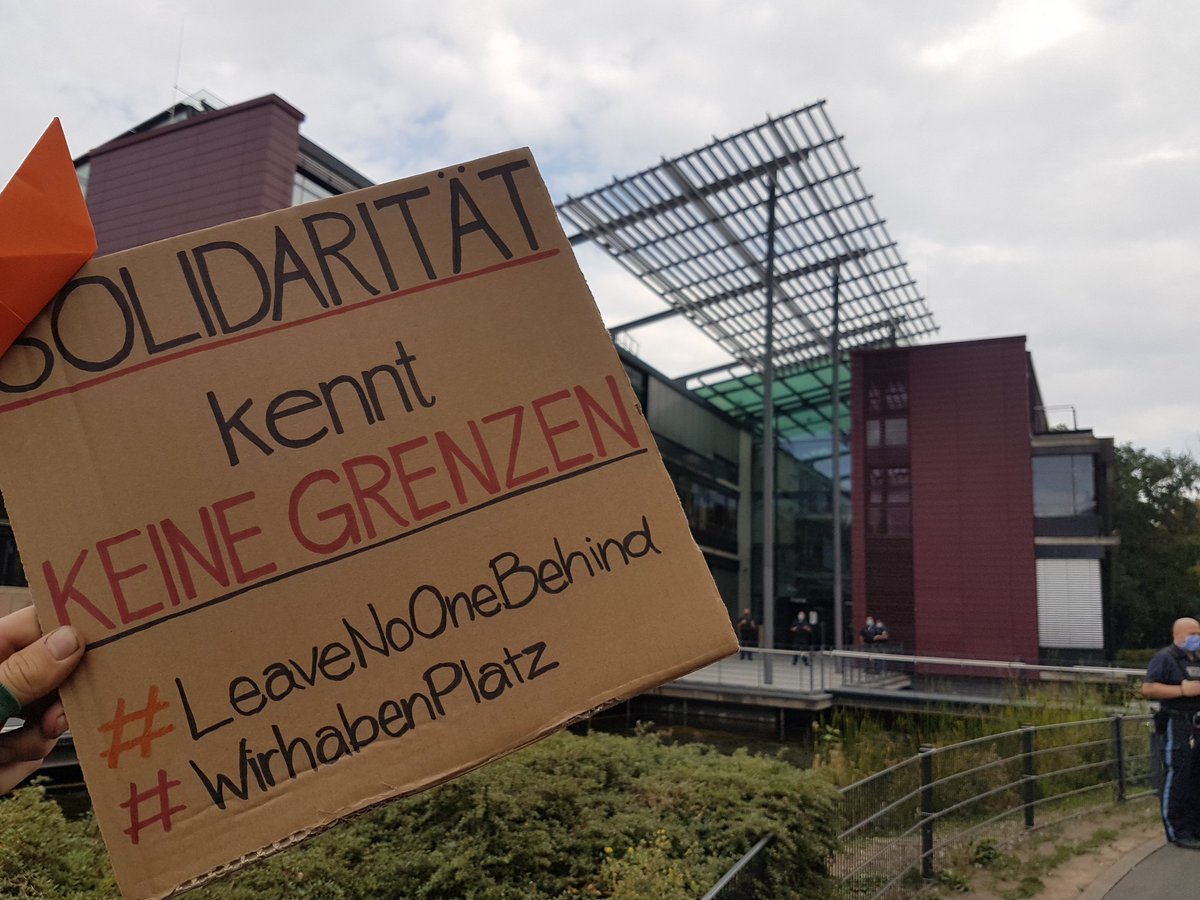 SOLIDARITÄT
kennt
KEINE GRENZEN
#LeaveNoOneBehind
#WirhabenPlatz